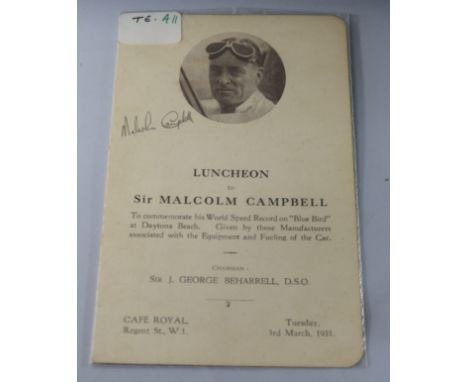 TE. A11
Malcolm Campbell
LUNCHEON
to
Sir MALCOLM CAMPBELL
To commemorate his World Speed Record on "Blue Bird"
at Daytona Beach. Given by those Manufacturers
associated with the Equipment and Fueling of the Car.
CHAIRMAN :
SIR J. GEORGE BEHARRELL, D.S.O.
CAFÉ ROYAL,
Regent St., W.1.
Tuesday,
3rd March, 1931.